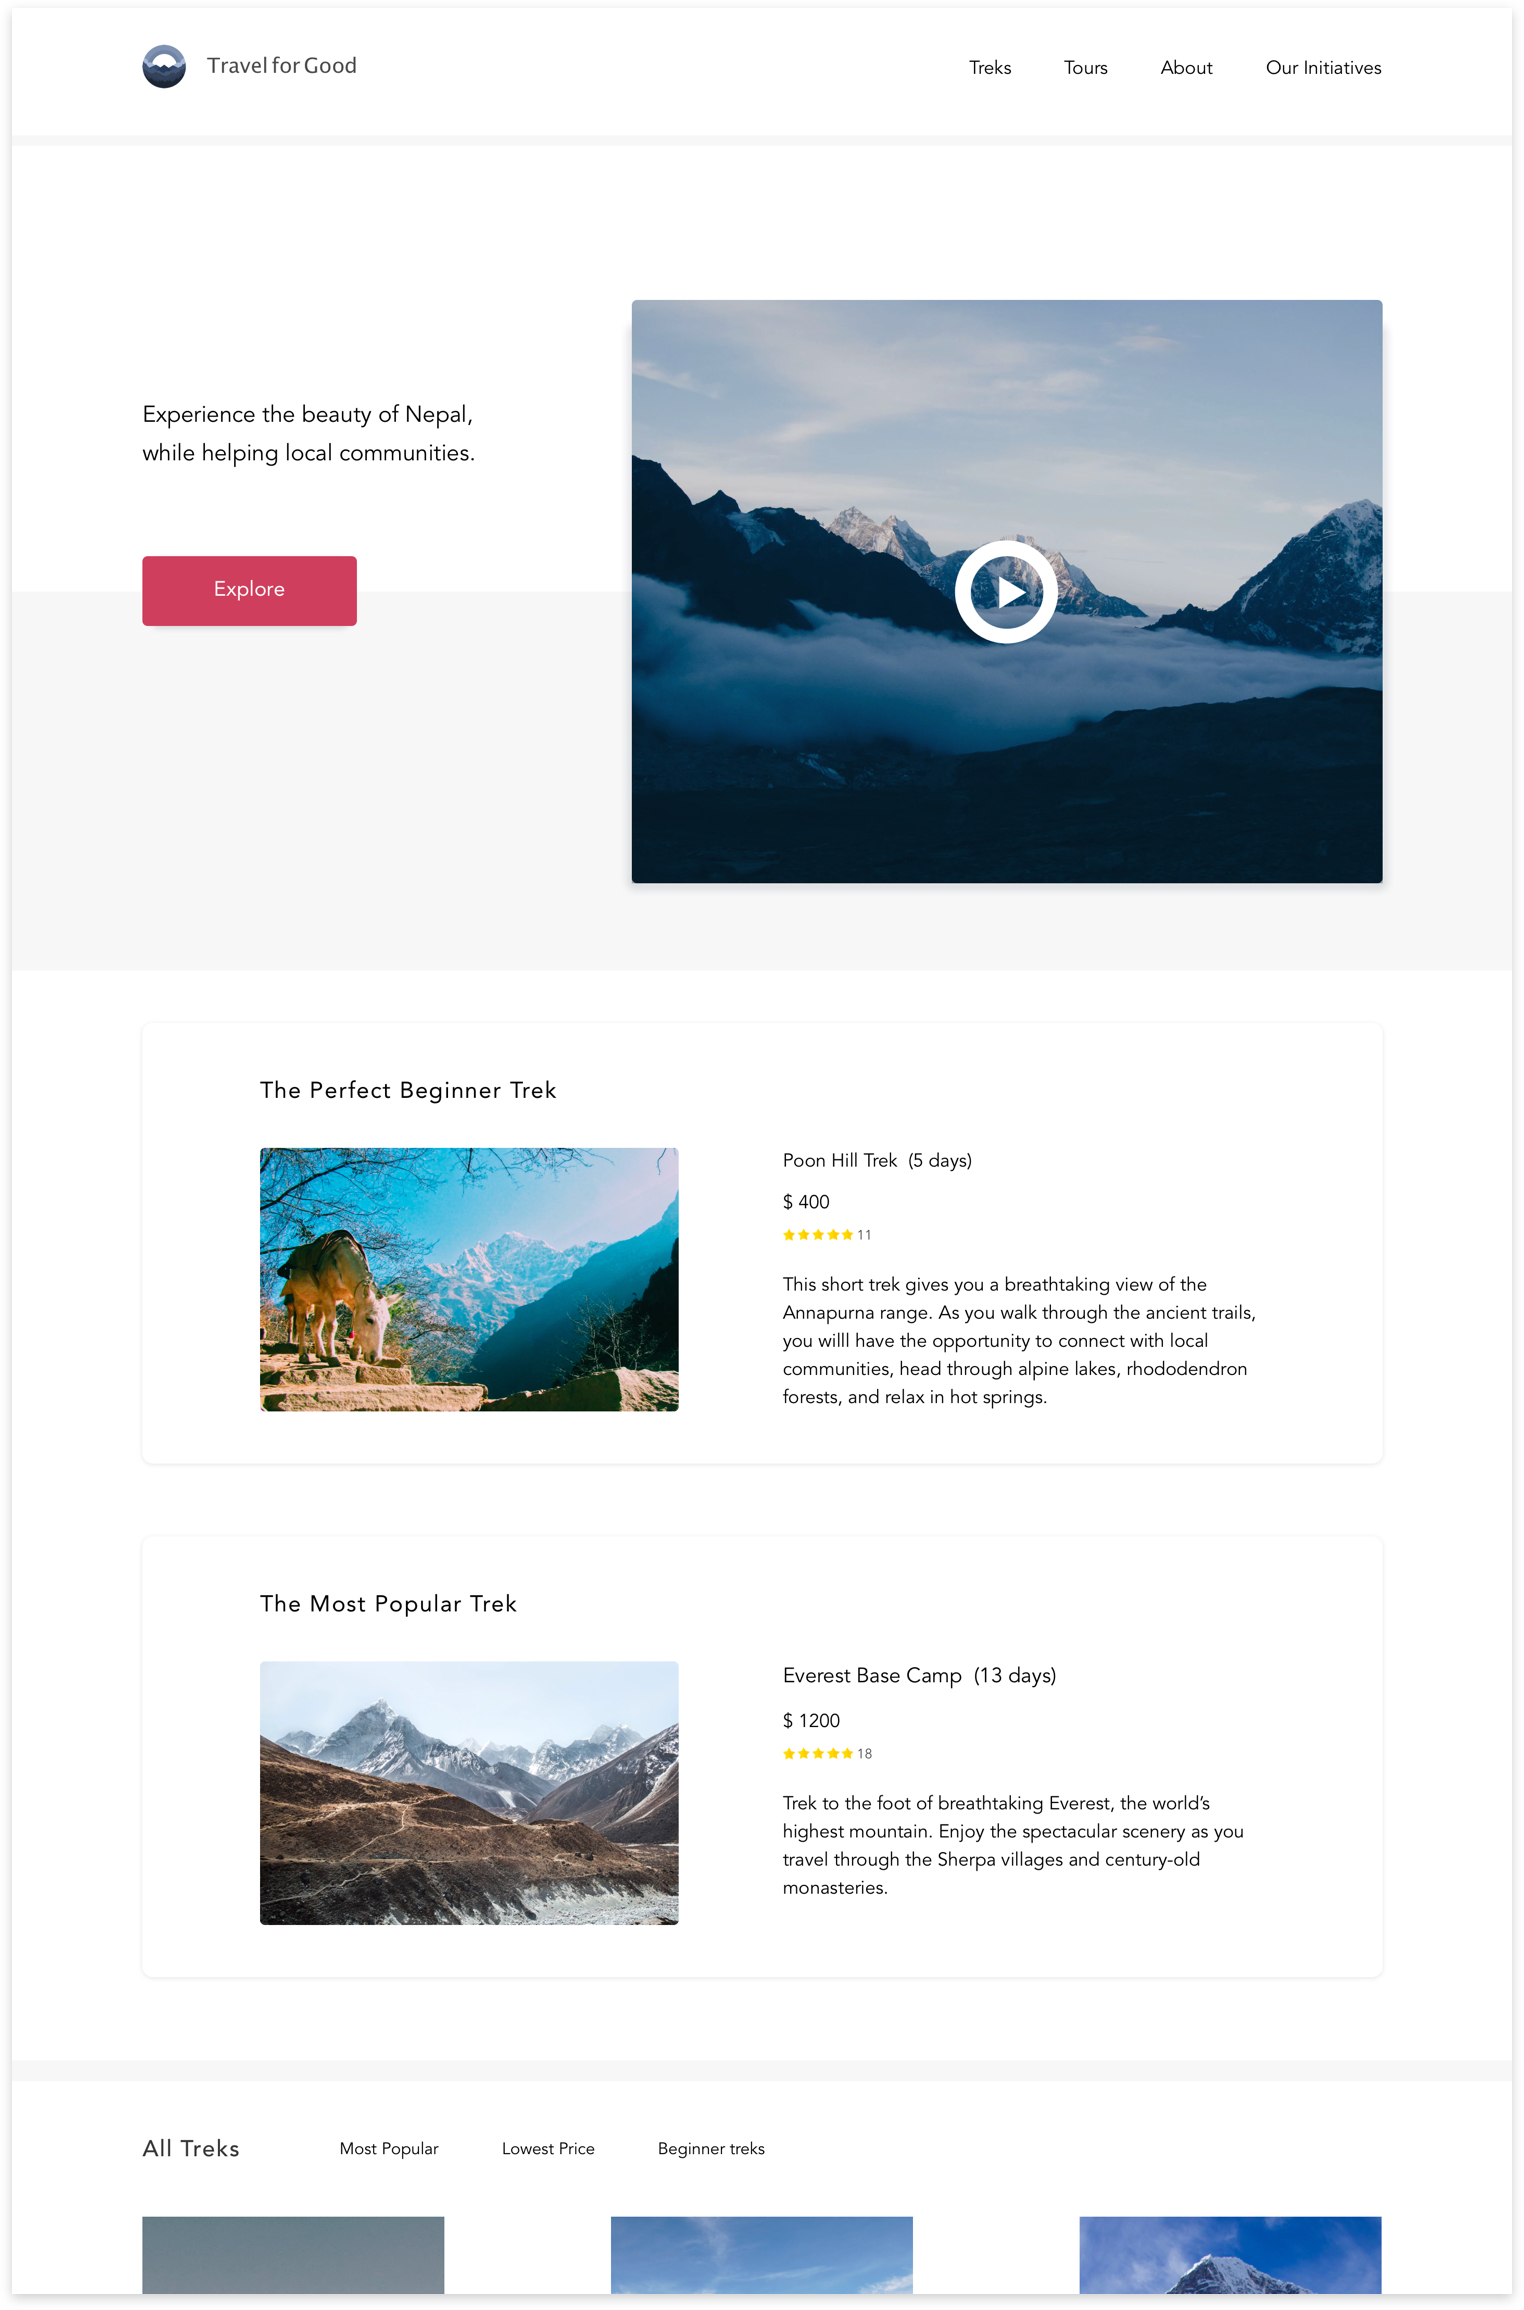 Travel for Good
Treks
Tours
About
Our Initiatives
Experience the beauty of Nepal,
while helping local communities.
Explore
The Perfect Beginner Trek
Poon Hill Trek (5 days)
$ 400
11
This short trek gives you a breathtaking view of the
Annapurna range. As you walk through the ancient trails,
you willl have the opportunity to connect with local
communities, head through alpine lakes, rhododendron
forests, and relax in hot springs.
The Most Popular Trek
Everest Base Camp (13 days)
$ 1200
18
Trek to the foot of breathtaking Everest, the world’s
highest mountain. Enjoy the spectacular scenery as you
travel through the Sherpa villages and century-old
monasteries.
All Treks
Most Popular
Lowest Price
Beginner treks